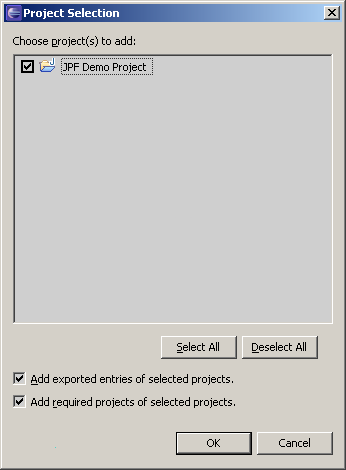 Project Selection
Choose project(s) to add:
JPF Demo Project
Select All Deselect All
Add exported entries of selected projects.
Add required projects of selected projects.
OK Cancel